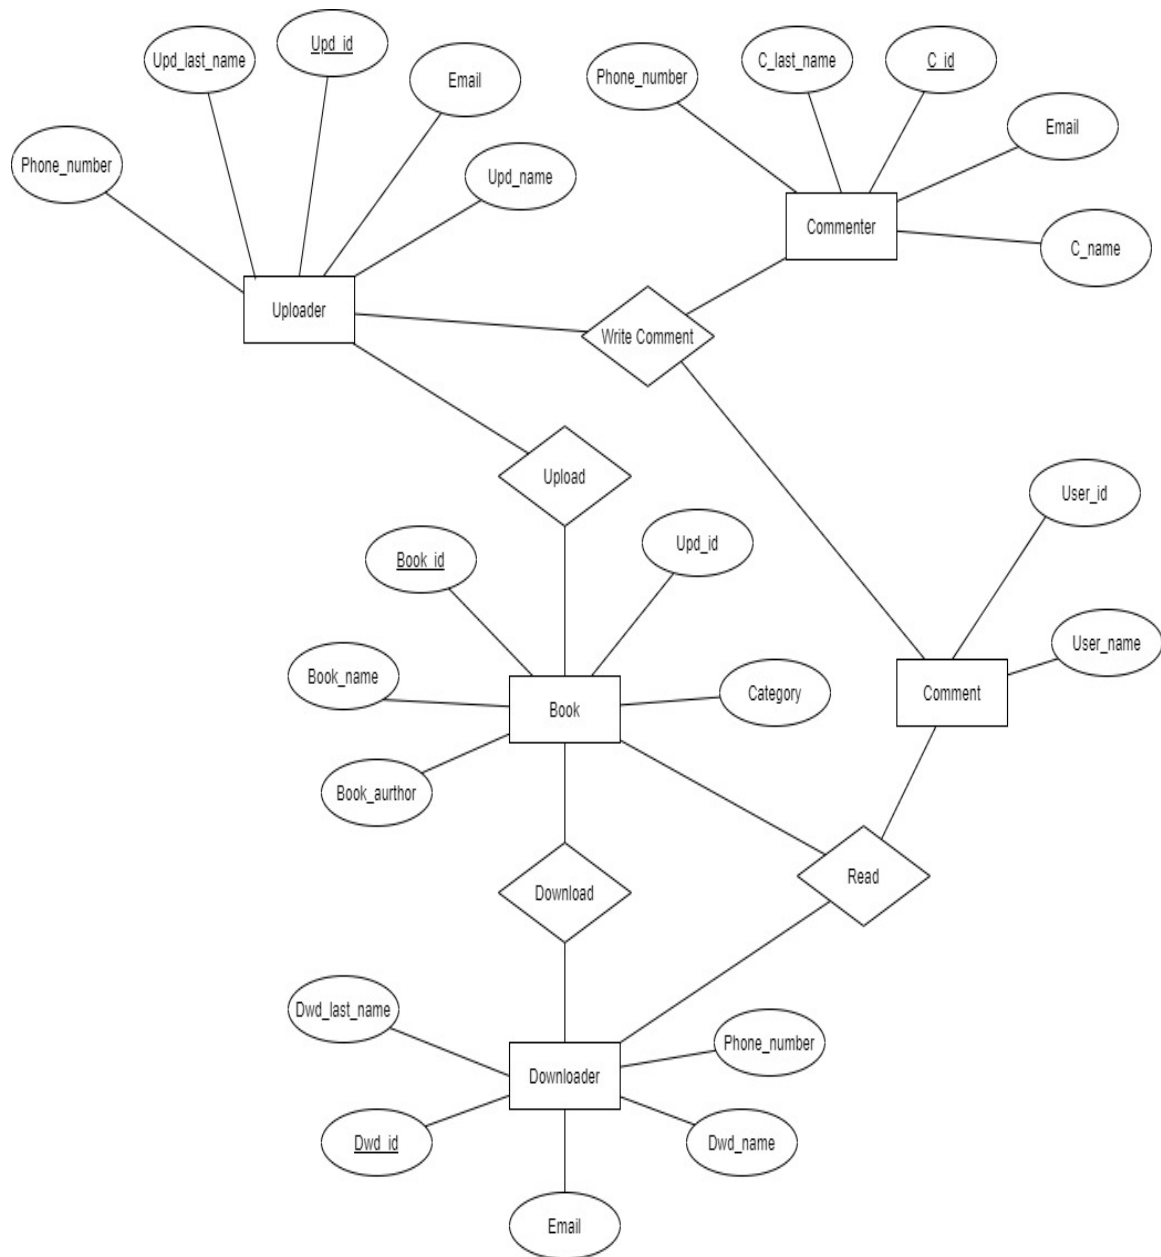 Upd_id
Upd_last_name
Email
Phone_number
Upd_name
Uploader
C_last_name
C_id
Phone_number
Email
Commenter
C_name
Write Comment
Upload
User_id
Book_id
Upd_id
User_name
Book_name
Category
Comment
Book
Book_aurthor
Read
Download
Dwd_last_name
Phone_number
Downloader
Dwd_id
Dwd_name
Email